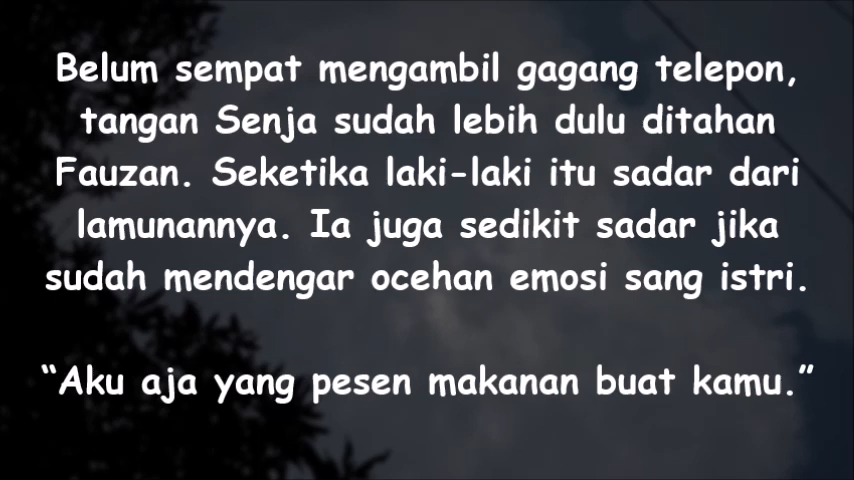 Belum sempat mengambil gagang telepon,
tangan Senja sudah lebih dulu ditahan
Fauzan. Seketika laki-laki itu sadar dari
lamunannya. Ia juga sedikit sadar jika
sudah mendengar ocehan emosi sang istri.
“Aku aja yang pesen makanan buat kamu.”